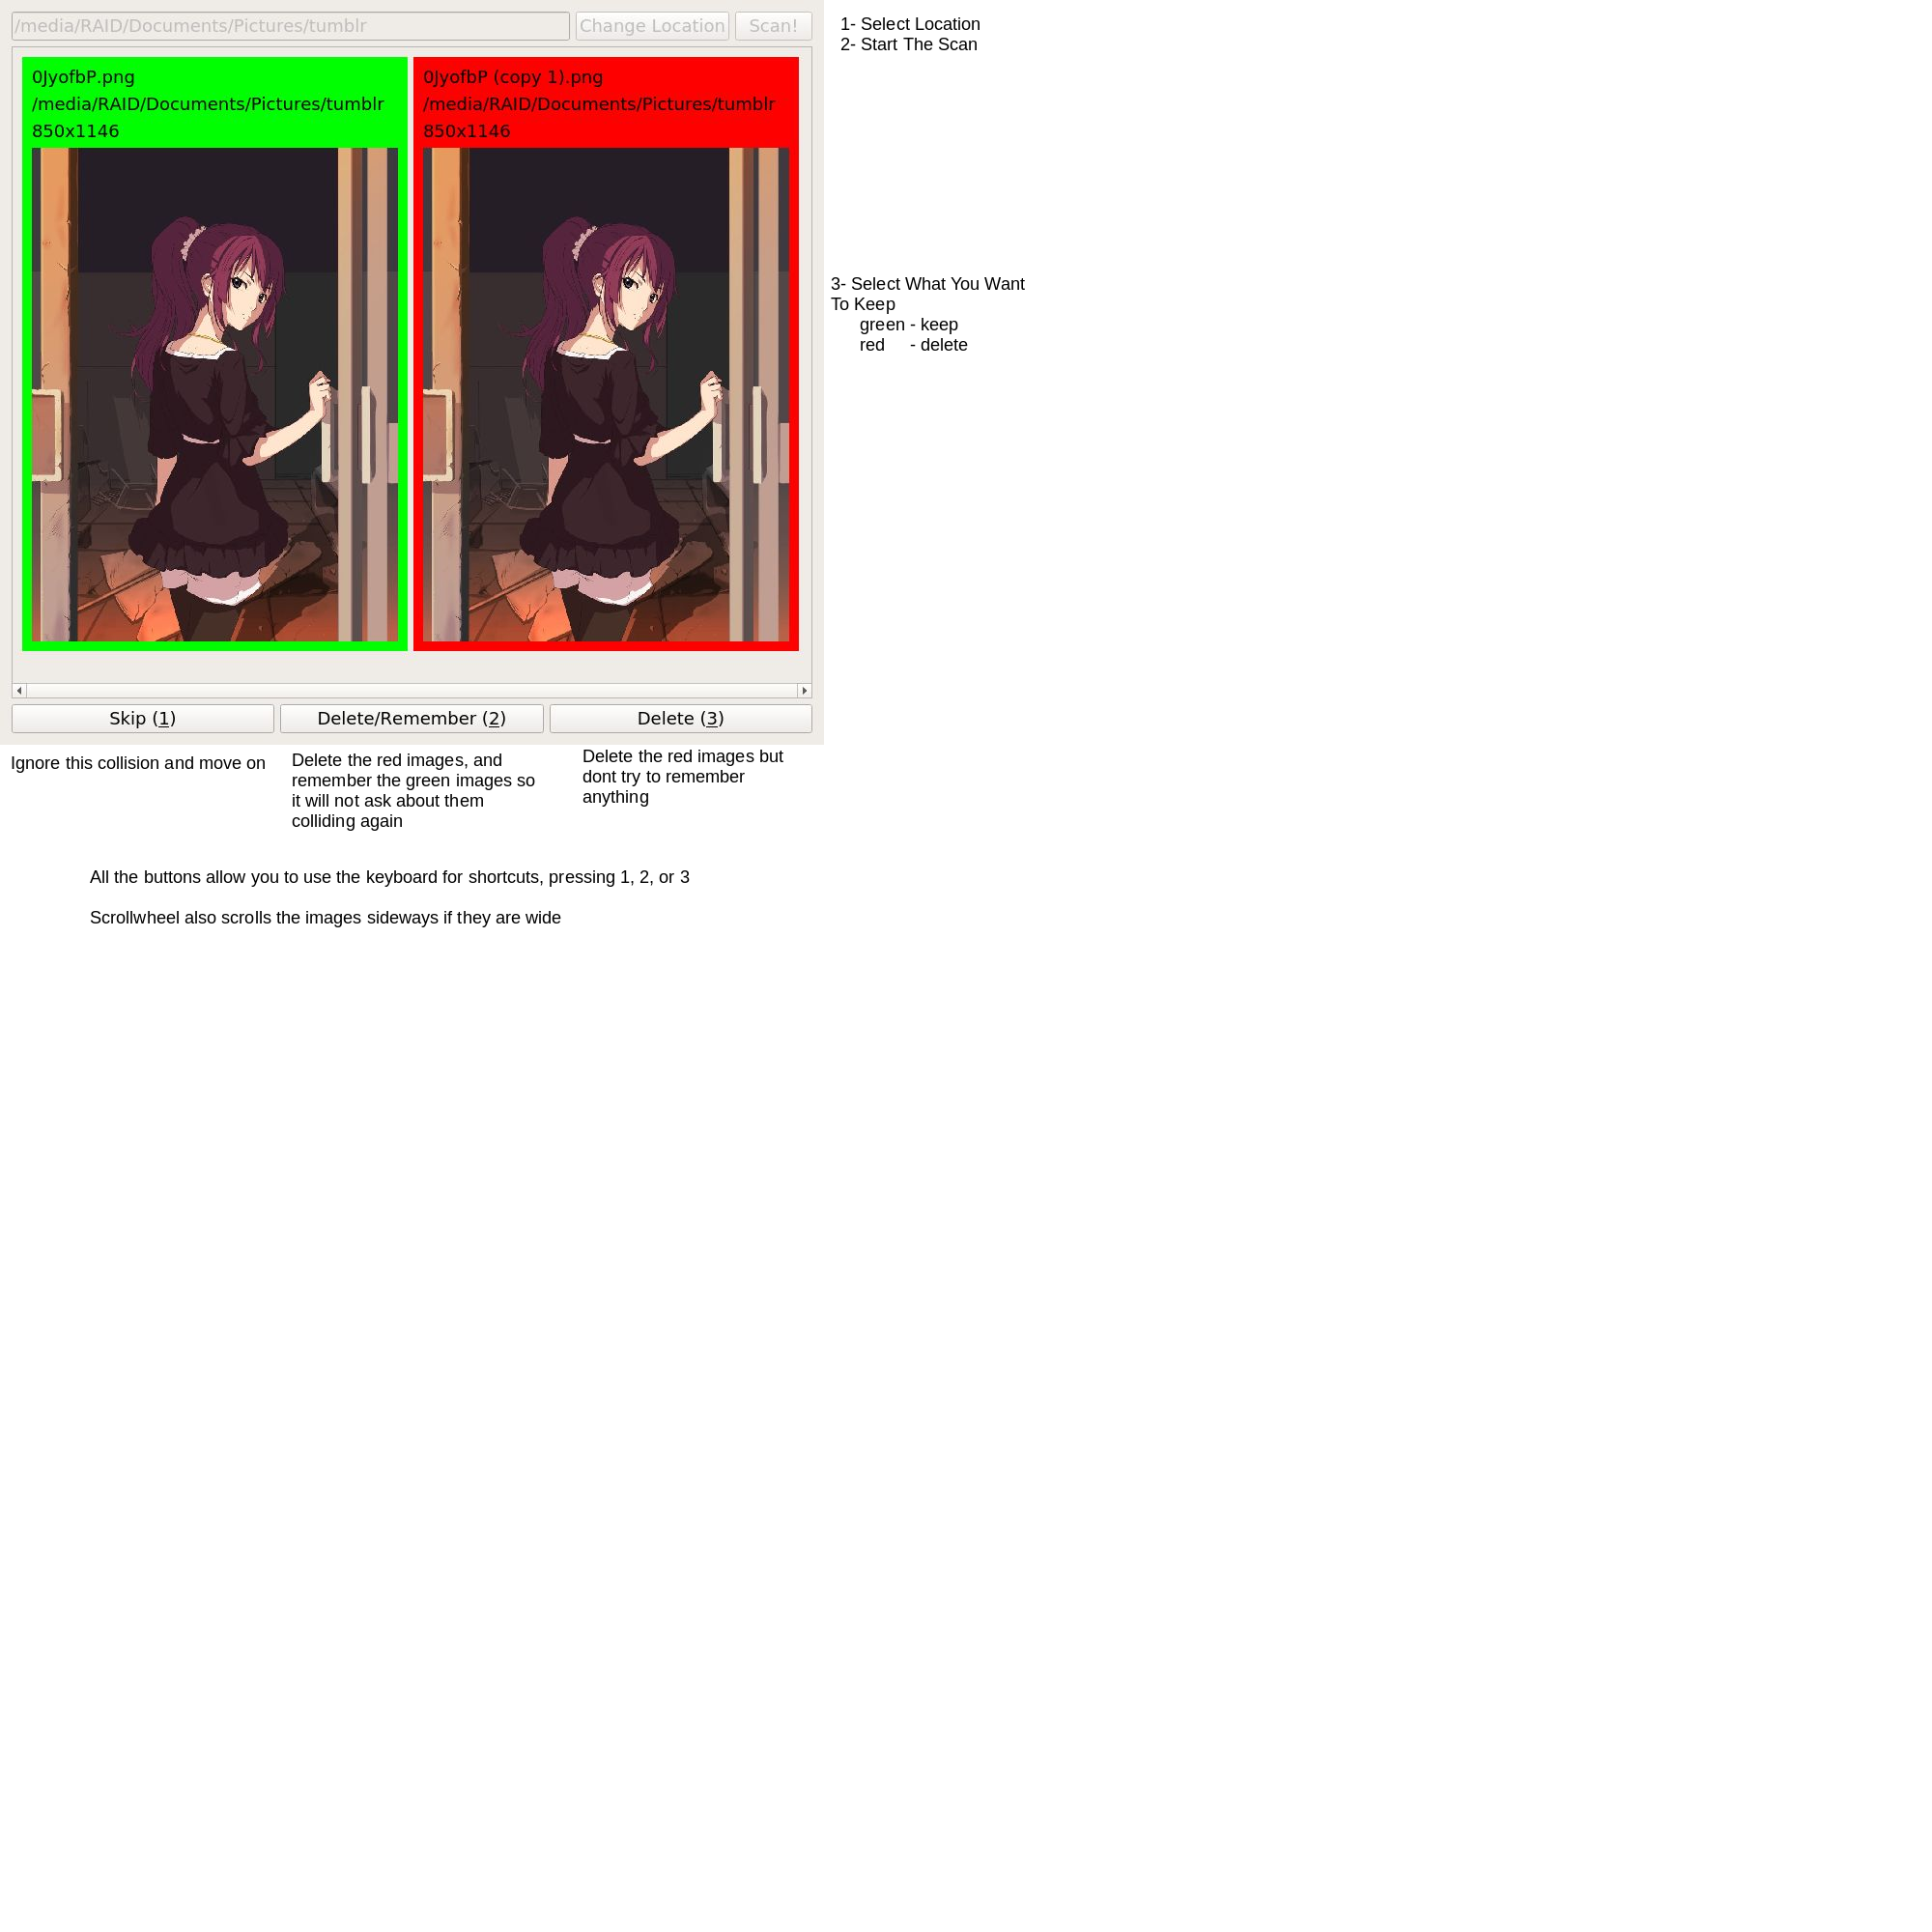 /media/RAID/Documents/Pictures/tumblr
Change Location
Scan!
1- Select Location
2- Start The Scan
0JyofbP.png
/media/RAID/Documents/Pictures/tumblr
850x1146
0JyofbP (copy 1).png
/media/RAID/Documents/Pictures/tumblr
850x1146
3- Select What You Want
To Keep
green - keep
red - delete
Skip (1)
Delete/Remember (2)
Delete (3)
Ignore this collision and move on
Delete the red images, and
remember the green images so
it will not ask about them
colliding again
Delete the red images but
dont try to remember
anything
All the buttons allow you to use the keyboard for shortcuts, pressing 1, 2, or 3
Scrollwheel also scrolls the images sideways if they are wide